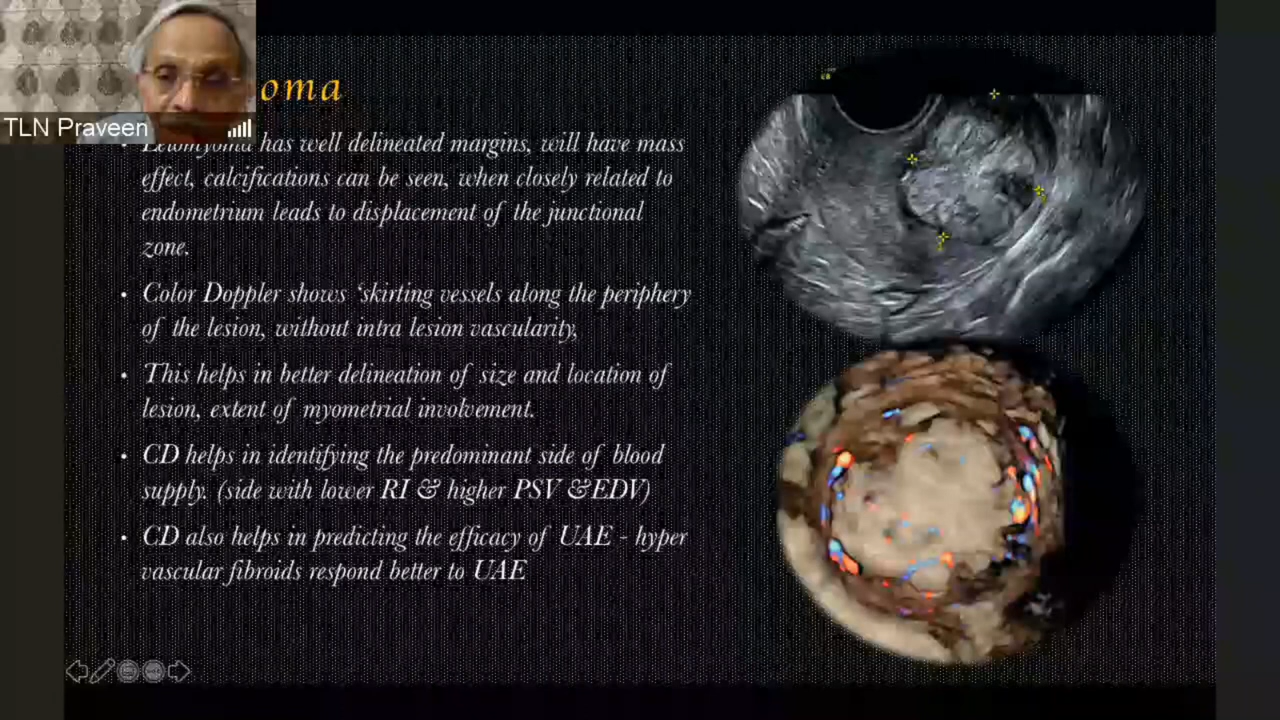 TLN Praveen
oma
Leiomyoma has well delineated margins, will have mass
effect, calcifications can be seen, when closely related to
endometrium leads to displacement of the junctional
zone.
Color Doppler shows ‘skirting vessels along the periphery
of the lesion, without intra lesion vascularity,
This helps in better delineation of size and location of
lesion, extent of myometrial involvement.
CD helps in identifying the predominant side of blood
supply. (side with lower RI & higher PSV &EDV)
CD also helps in predicting the efficacy of UAE - hyper
vascular fibroids respond better to UAE